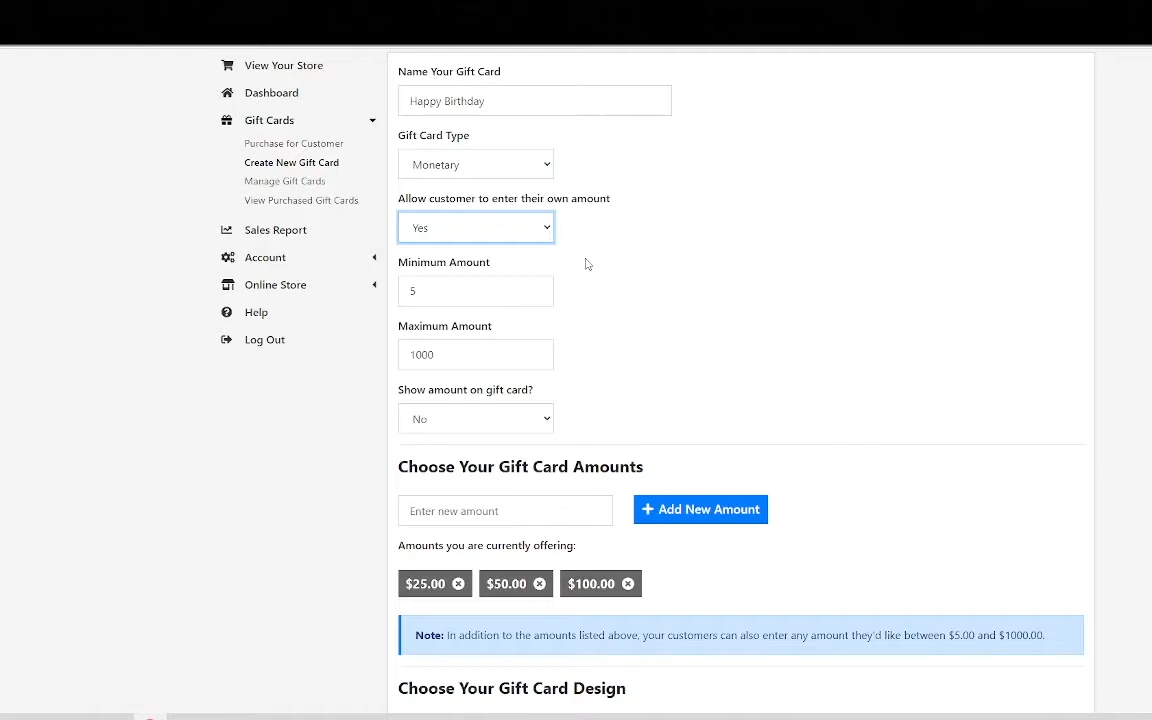 View Your Store
Dashboard
Gift Cards
Purchase for Customer
Create New Gift Card
Manage Gift Cards
View Purchased Gift Cards
Sales Report
Account
Online Store
Help
Log Out
Name Your Gift Card
Happy Birthday
Gift Card Type
Monetary
Allow customer to enter their own amount
Yes
Minimum Amount
5
Maximum Amount
1000
Show amount on gift card?
No
Choose Your Gift Card Amounts
Enter new amount
Add New Amount
Amounts you are currently offering:
$25.00 $50.00 $100.00
Note: In addition to the amounts listed above, your customers can also enter any amount they'd like between $5.00 and $1000.00.
Choose Your Gift Card Design